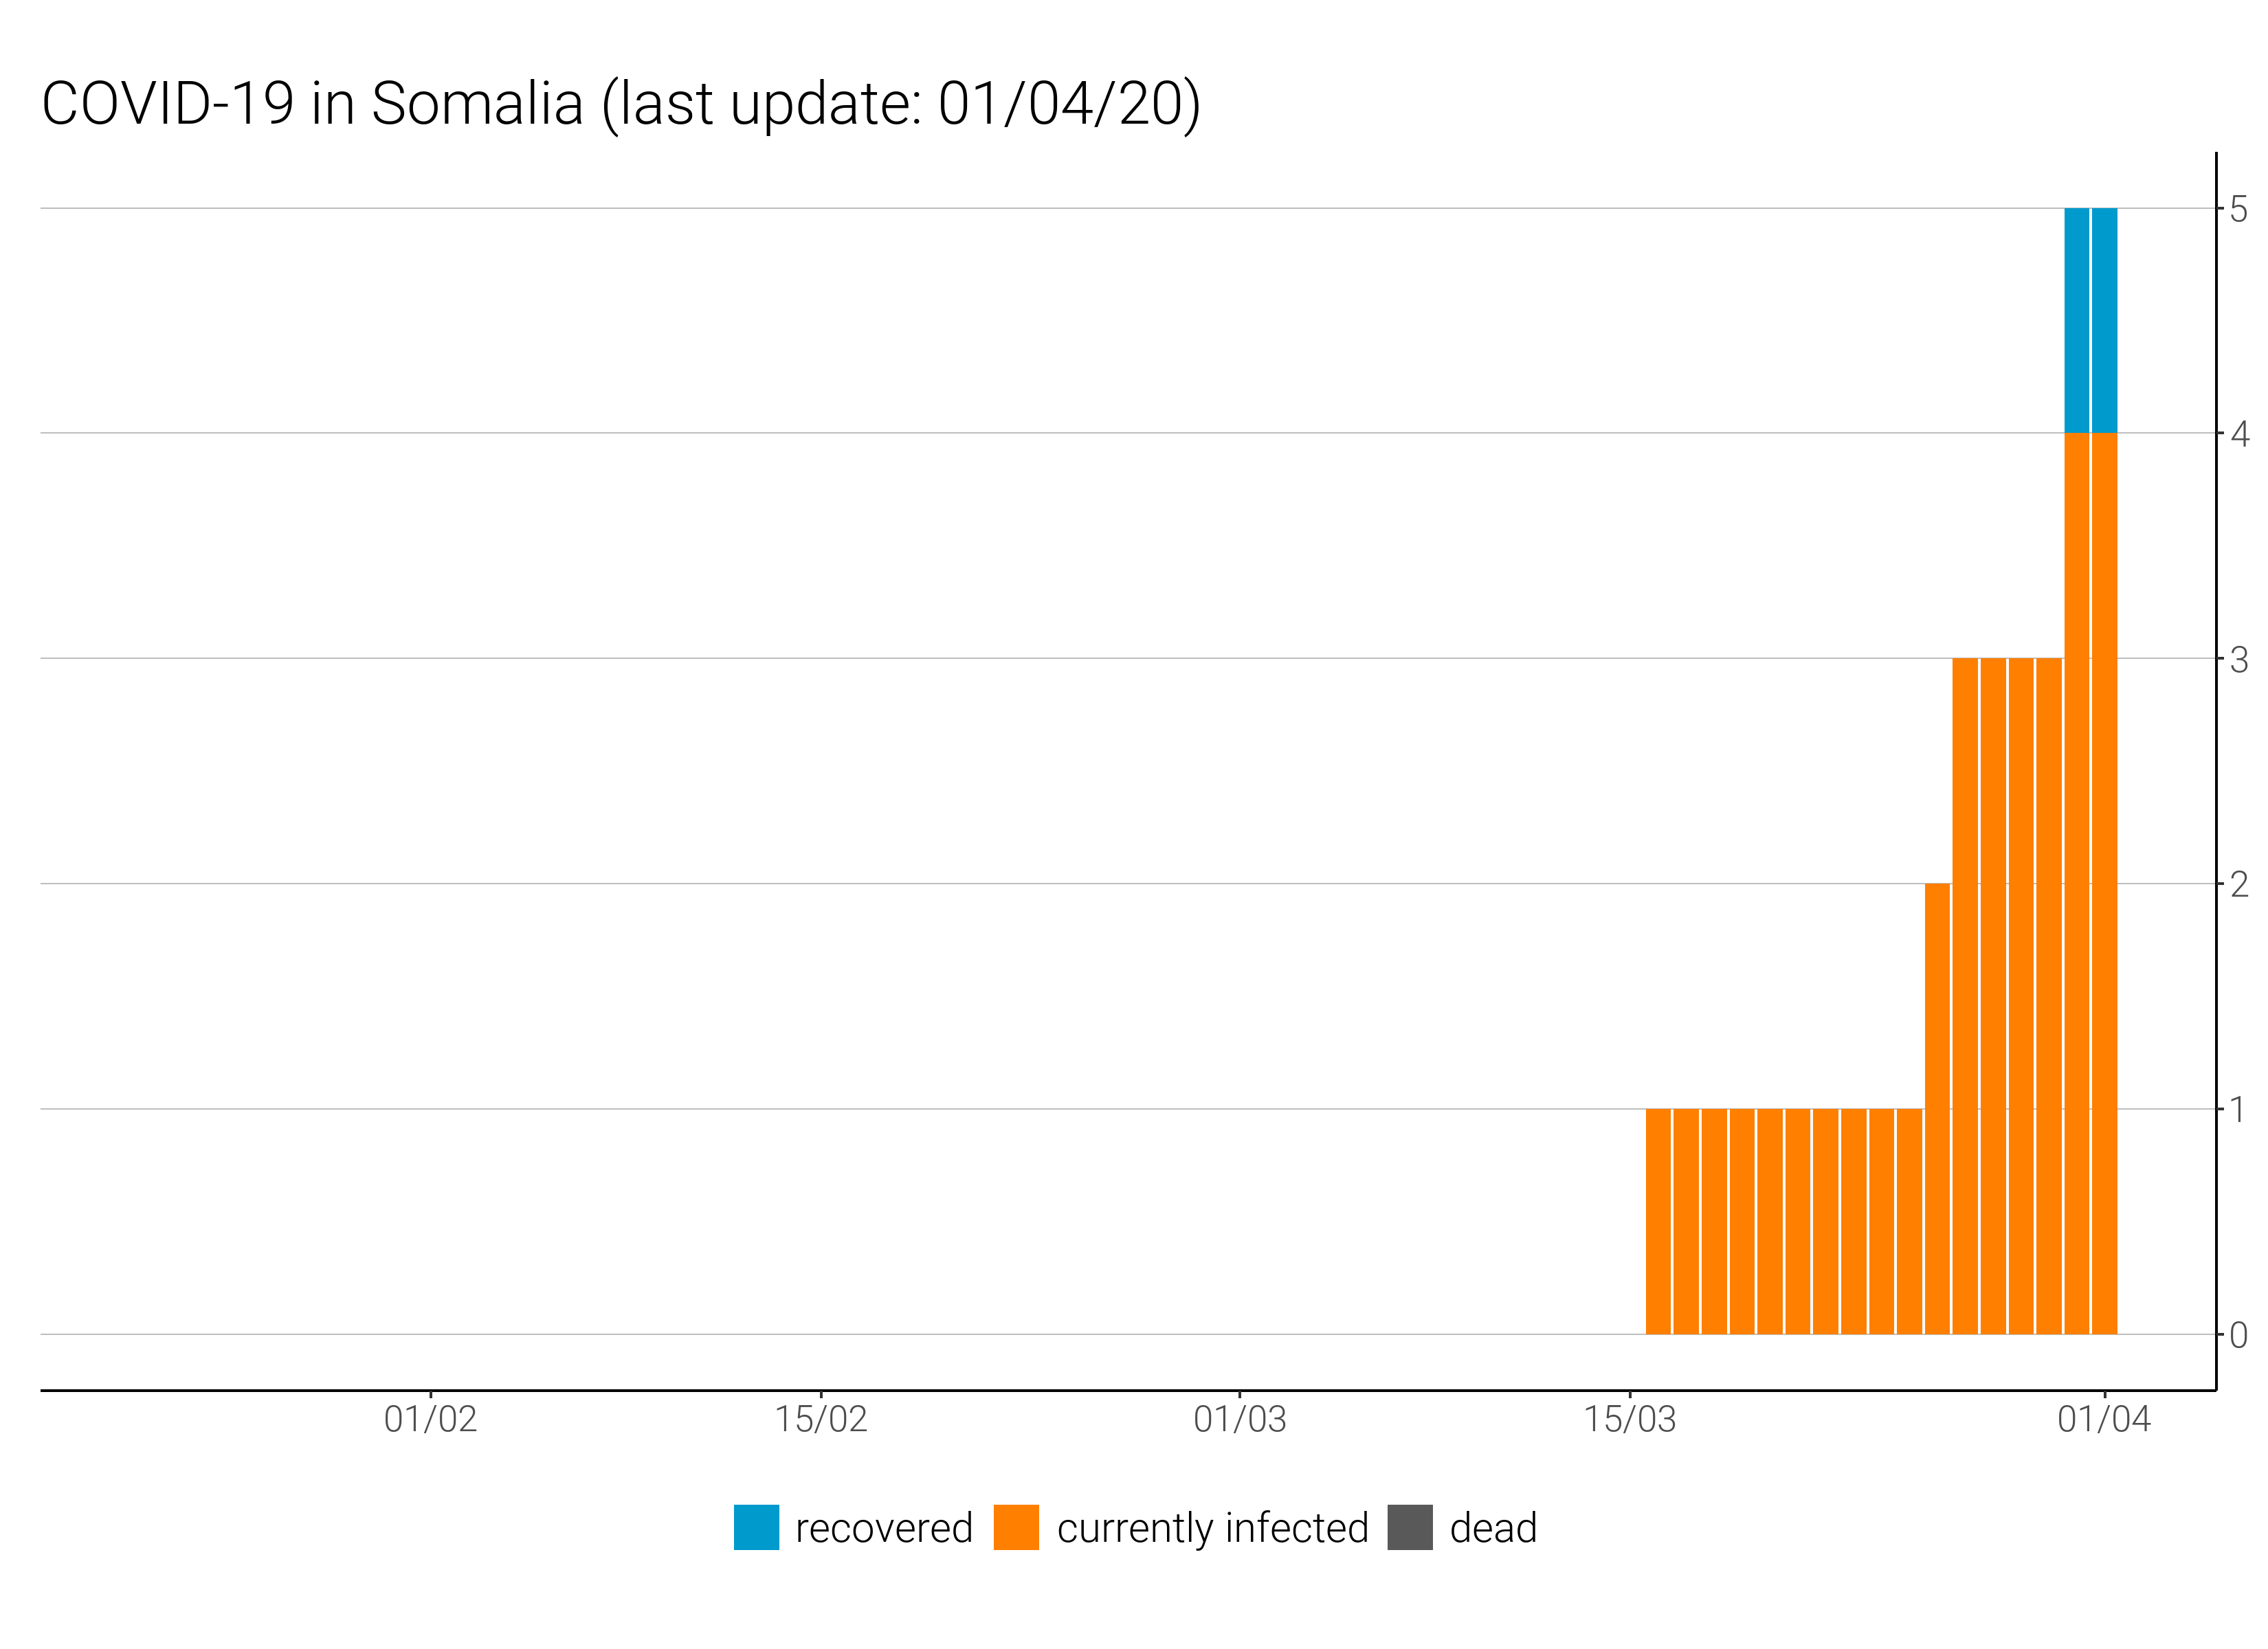 COVID-19 in Somalia (last update: 01/04/20)
5
4
3
2
1
0
01/02 15/02 01/03 15/03 01/04
recovered currently infected dead